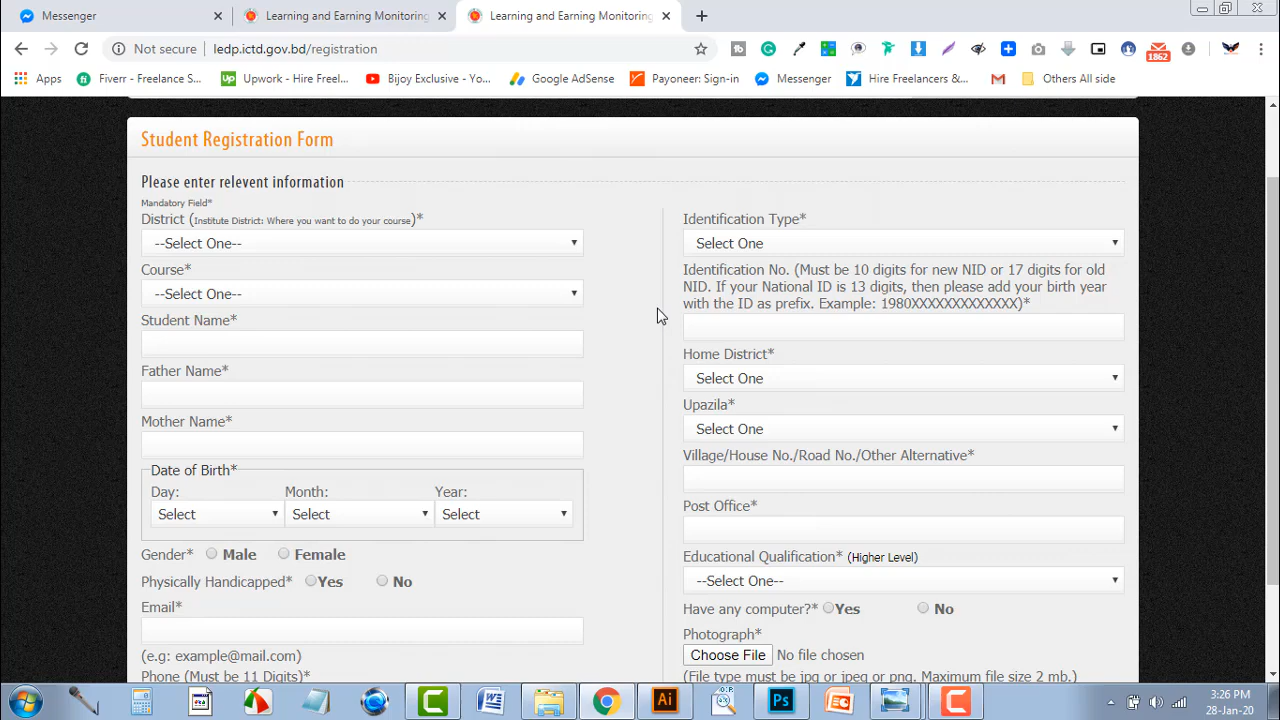 Messenger
Learning and Earning Monitoring
Learning and Earning Monitoring
Not secure
ledp.ictd.gov.bd/registration
1862
Apps
Fiverr - Freelance S...
Upwork - Hire Freel...
Bijoy Exclusive - Yo...
Google AdSense
Payoneer: Sign-in
Messenger
Hire Freelancers &...
Others All side
Student Registration Form
Please enter relevent information
Mandatory Field*
District (Institute District: Where you want to do your course)*
--Select One--
Course*
--Select One--
Student Name*
Father Name*
Mother Name*
Date of Birth*
Day: Month: Year:
Select Select Select
Gender* Male Female
Physically Handicapped* Yes No
Email*
(e.g: example@mail.com)
Phone (Must be 11 Digits)*
Identification Type*
Select One
Identification No. (Must be 10 digits for new NID or 17 digits for old
NID. If your National ID is 13 digits, then please add your birth year
with the ID as prefix. Example: 1980XXXXXXXXXXXXX)*
Home District*
Select One
Upazila*
Select One
Village/House No./Road No./Other Alternative*
Post Office*
Educational Qualification* (Higher Level)
--Select One--
Have any computer?* Yes No
Photograph*
Choose File No file chosen
(File type must be jpg or jpeg or png. Maximum file size 2 mb.)
3:26 PM
28-Jan-20